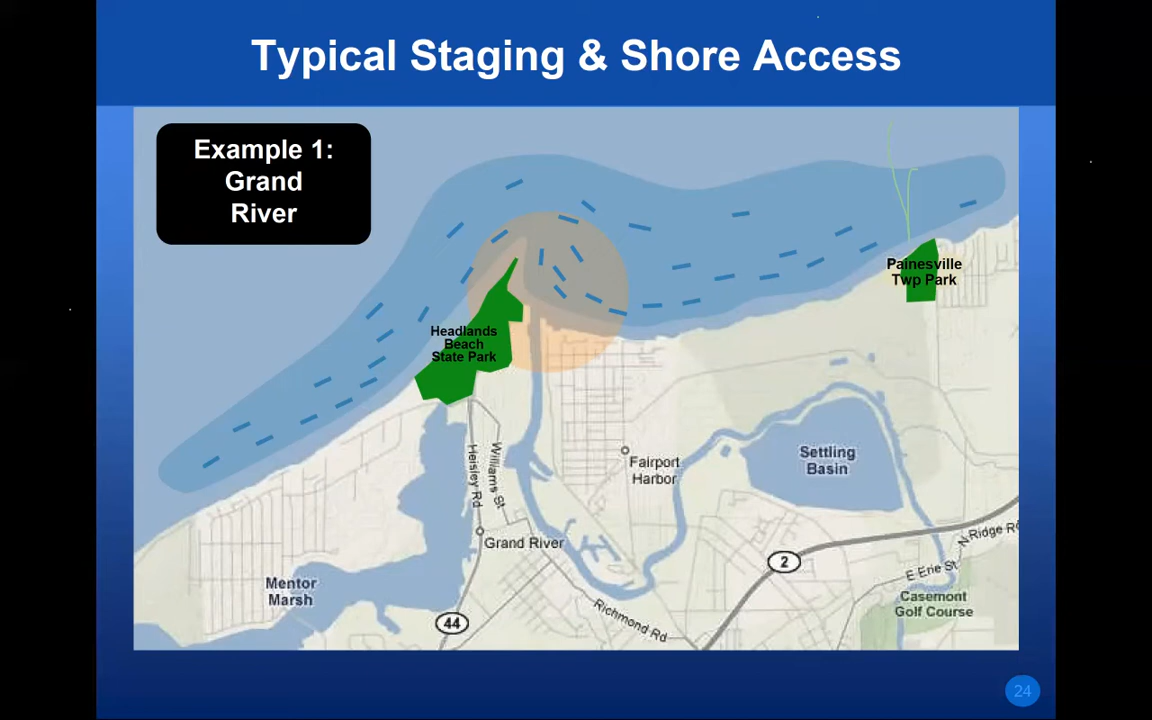 Typical Staging & Shore Access
Example 1:
Grand
River
Painesville
Twp Park
Headlands
Beach
State Park
Heisley Rd
Williams St
Fairport
Harbor
Settling
Basin
Grand River
N Ridge Rd
2
E Erie St
Mentor
Marsh
Casemont
Golf Course
Richmond Rd
44
24